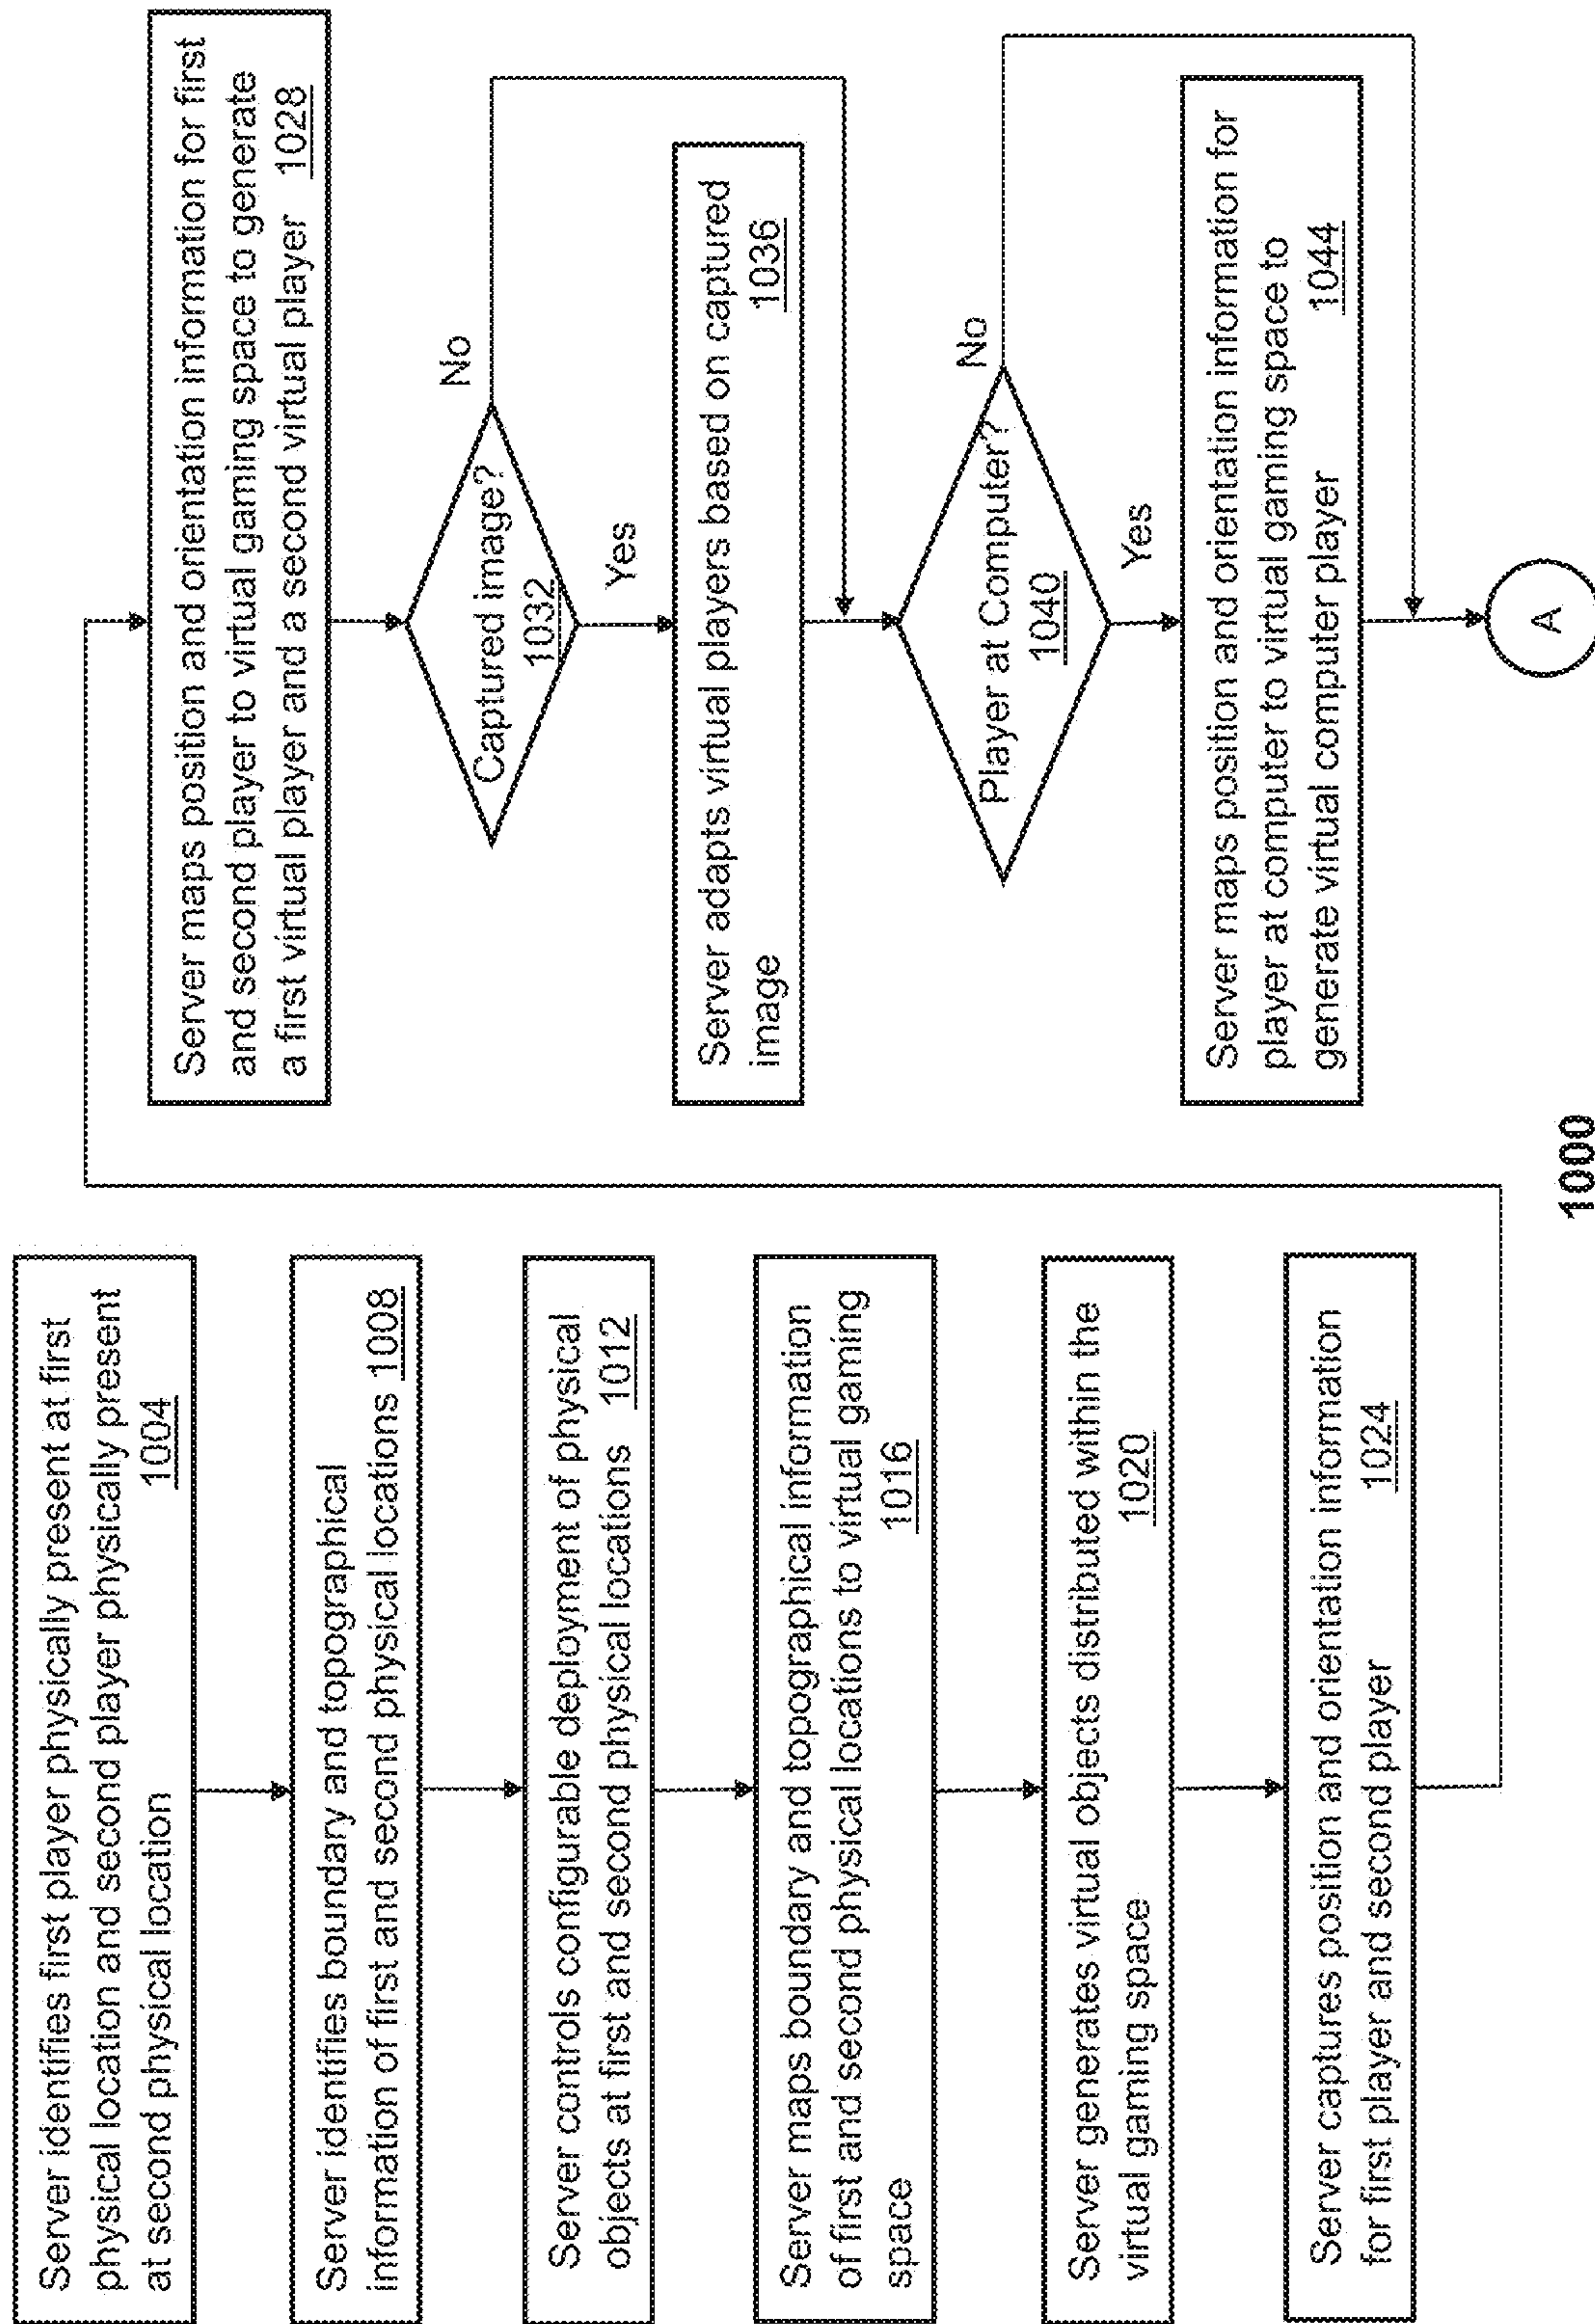 Server identifies first player physically present at first
physical location and second player physically present
at second physical location 1004
Server identifies boundary and topographical
information of first and second physical locations 1008
Server controls configurable deployment of physical
objects at first and second physical locations 1012
Server maps boundary and topographical information
of first and second physical locations to virtual gaming
space 1016
Server generates virtual objects distributed within the
virtual gaming space 1020
Server captures position and orientation information
for first player and second player 1024
Server maps position and orientation information for first
and second player to virtual gaming space to generate
a first virtual player and a second virtual player 1028
Captured image?
1032
No
Yes
Server adapts virtual players based on captured
image 1036
Player at Computer?
1040
No
Yes
Server maps position and orientation information for
player at computer to virtual gaming space to
generate virtual computer player 1044
A
1000